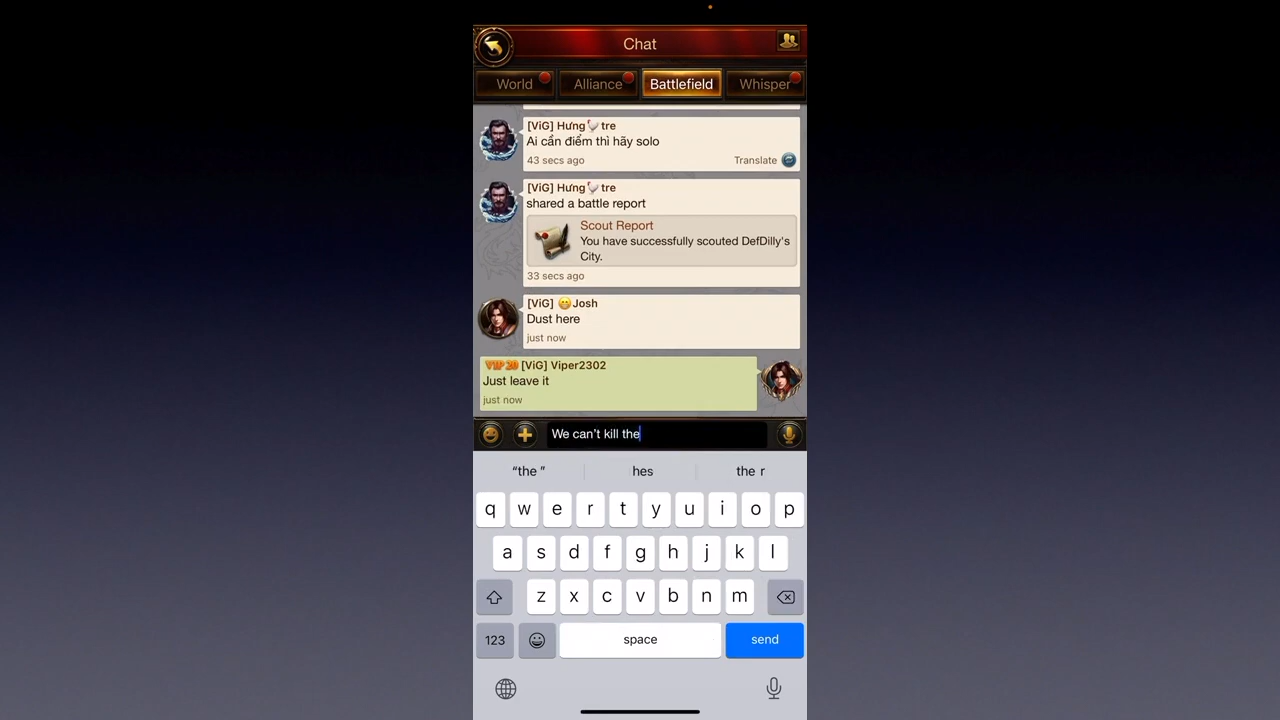 Chat
World Alliance Battlefield Whisper
[ViG] Hưng🐓tre
Ai cần điểm thì hãy solo
43 secs ago Translate
[ViG] Hưng🐓tre
shared a battle report
Scout Report
You have successfully scouted DefDilly's
City.
33 secs ago
[ViG] 😁Josh
Dust here
just now
VIP 20 [ViG] Viper2302
Just leave it
just now
We can't kill the
“the ” hes the r
q w e r t y u i o p
a s d f g h j k l
z x c v b n m
123 space send